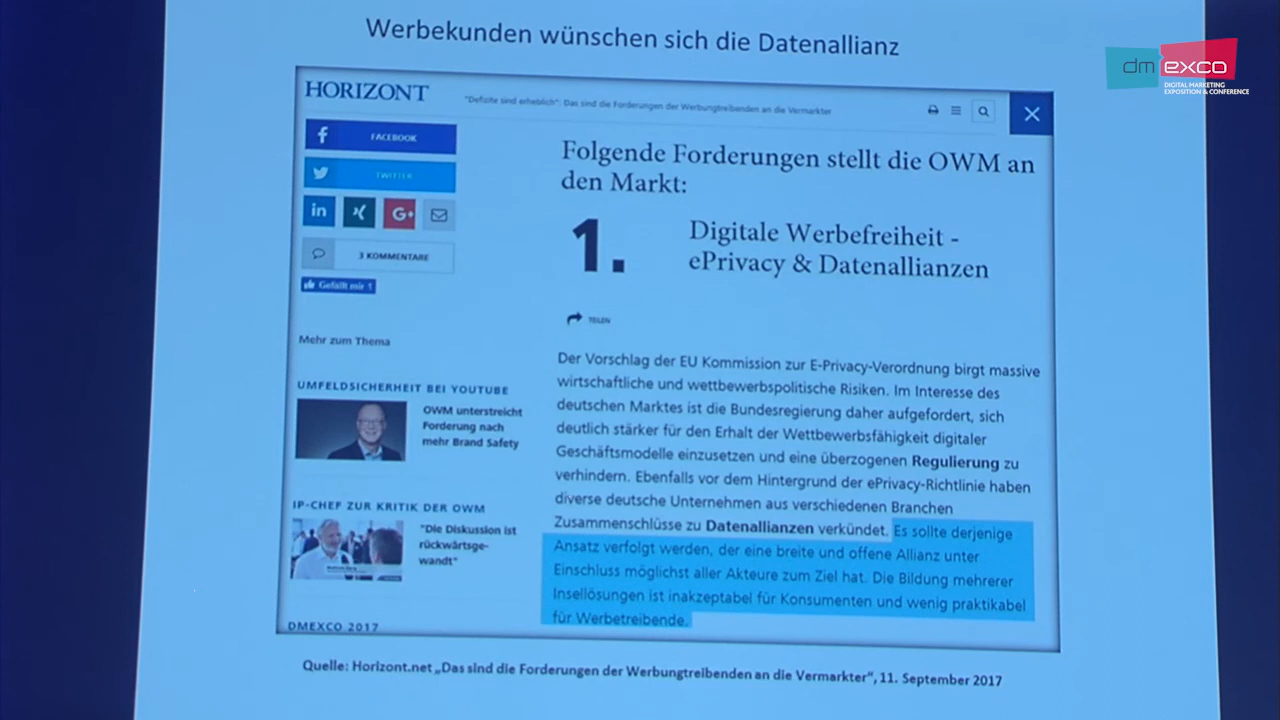 Werbekunden wünschen sich die Datenallianz
dmexco
DIGITAL MARKETING
EXPOSITION & CONFERENCE
HORIZONT
"Defizite sind erheblich": Das sind die Forderungen der Werbungtreibenden an die Vermarkter
FACEBOOK
TWITTER
in
G+
3 KOMMENTARE
Gefällt mir 1
Mehr zum Thema
UMFELDSICHERHEIT BEI YOUTUBE
OWM unterstreicht
Forderung nach
mehr Brand Safety
IP-CHEF ZUR KRITIK DER OWM
"Die Diskussion ist
rückwärtsge-
wandt"
DMEXCO 2017
Folgende Forderungen stellt die OWM an
den Markt:
1.
Digitale Werbefreiheit -
ePrivacy & Datenallianzen
TEILEN
Der Vorschlag der EU Kommission zur E-Privacy-Verordnung birgt massive
wirtschaftliche und wettbewerbspolitische Risiken. Im Interesse des
deutschen Marktes ist die Bundesregierung daher aufgefordert, sich
deutlich stärker für den Erhalt der Wettbewerbsfähigkeit digitaler
Geschäftsmodelle einzusetzen und eine überzogenen Regulierung zu
verhindern. Ebenfalls vor dem Hintergrund der ePrivacy-Richtlinie haben
diverse deutsche Unternehmen aus verschiedenen Branchen
Zusammenschlüsse zu Datenallianzen verkündet. Es sollte derjenige
Ansatz verfolgt werden, der eine breite und offene Allianz unter
Einschluss möglichst aller Akteure zum Ziel hat. Die Bildung mehrerer
Insellösungen ist inakzeptabel für Konsumenten und wenig praktikabel
für Werbetreibende.
Quelle: Horizont.net „Das sind die Forderungen der Werbungtreibenden an die Vermarkter“, 11. September 2017